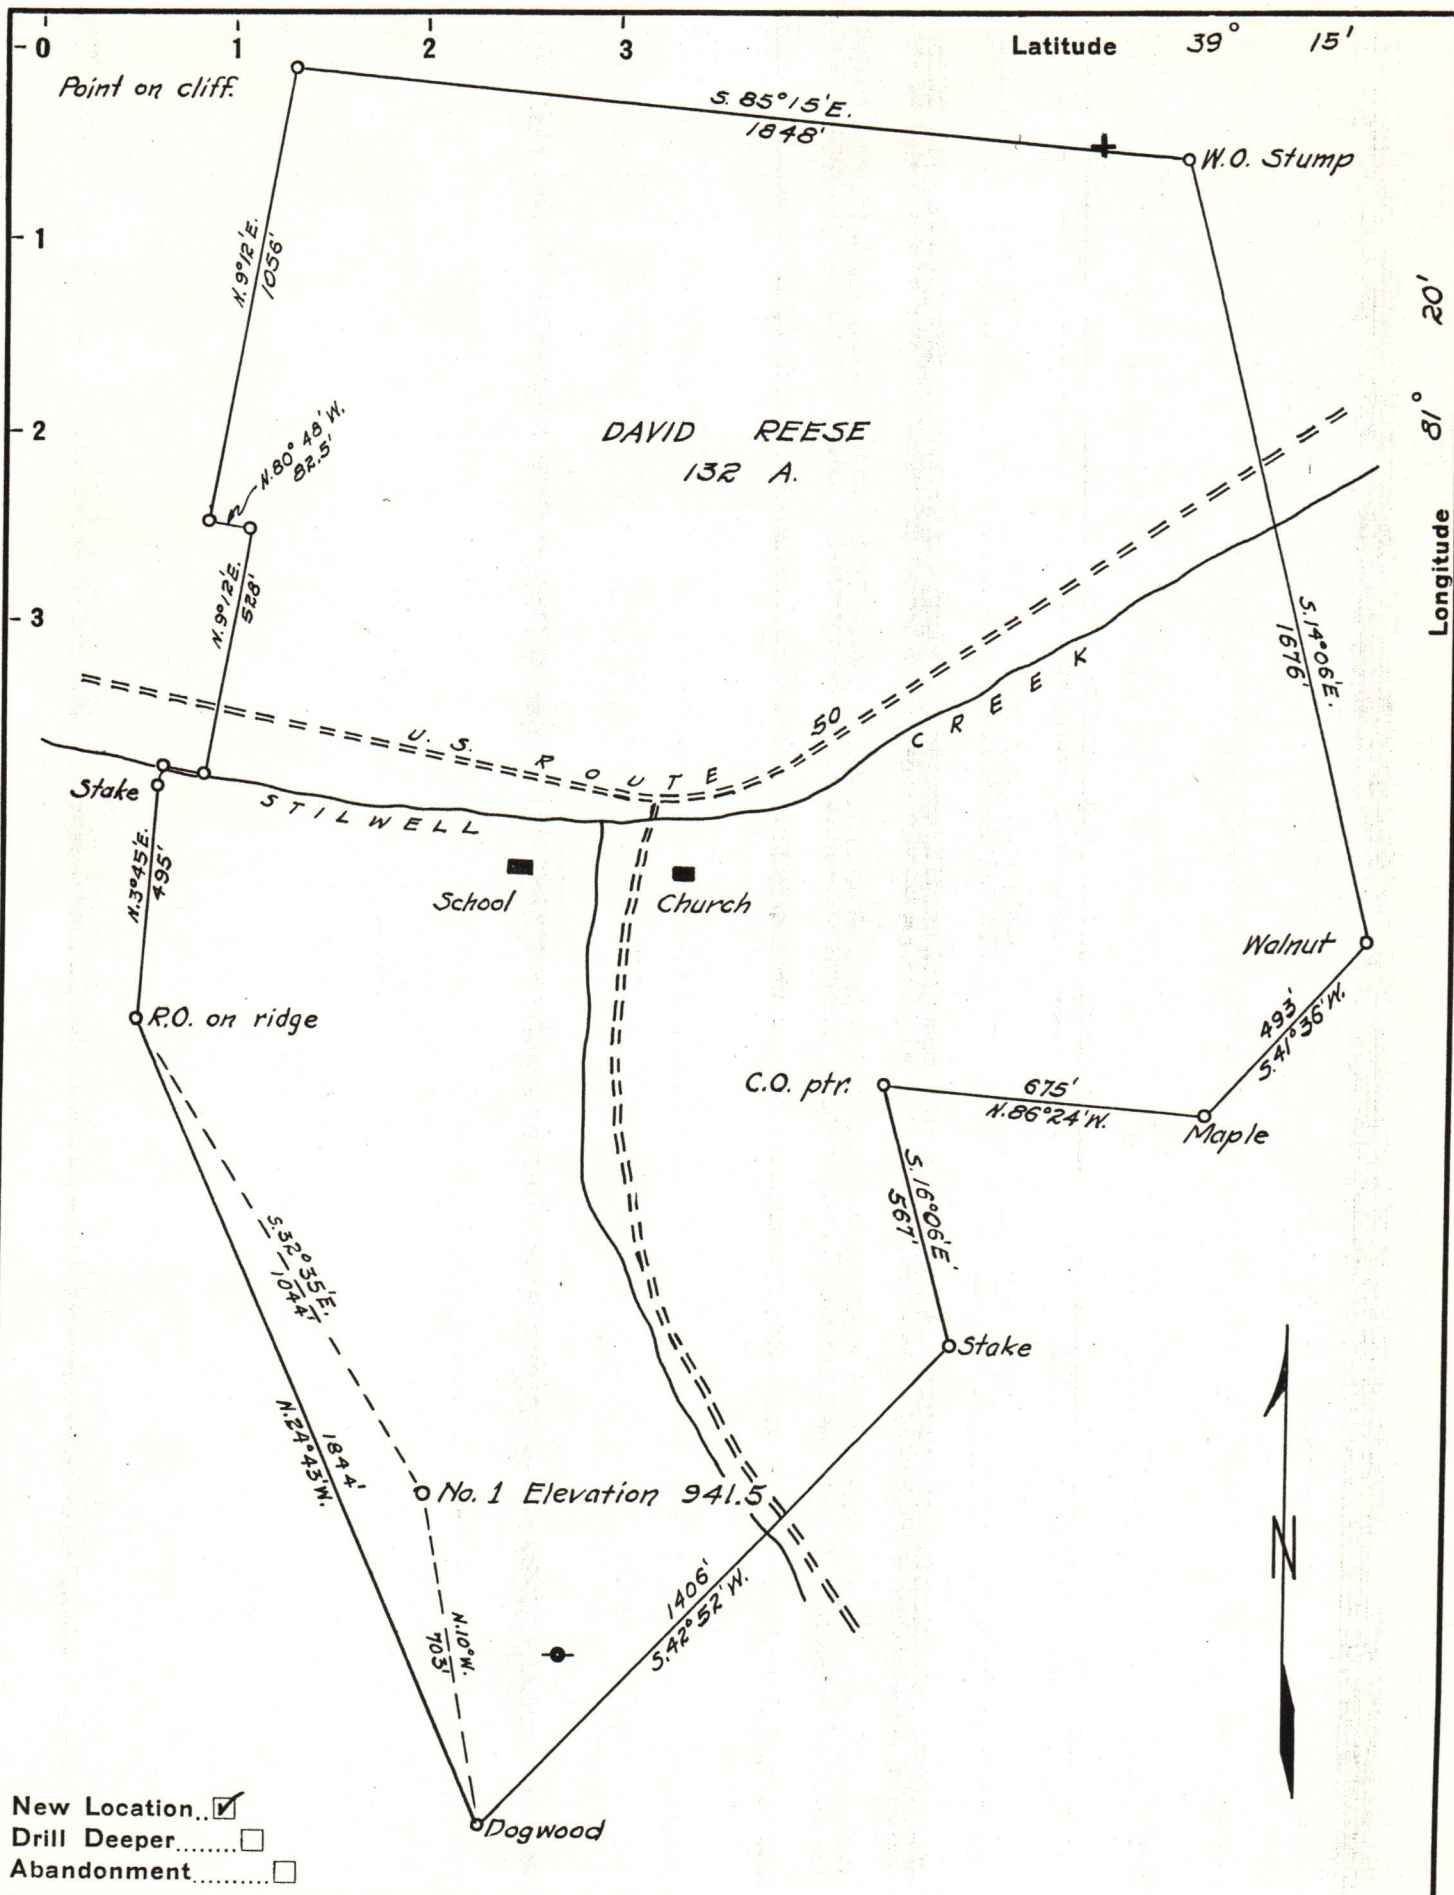 0 1 2 3 Latitude 39° 15'
Point on cliff.
S. 85°15'E.
1848'
W.O. Stump
N. 9°12'E.
1056'
1
20'
81°
Longitude
2
N. 80° 48' W.
82.5'
DAVID REESE
132 A.
N. 9°12'E.
528'
3
S. 14°06'E.
1676'
U. S. ROUTE 50
CREEK
Stake
STILWELL
N. 3°45'E.
495'
School
Church
Walnut
R.O. on ridge
493'
S. 41°36'W.
C.O. ptr.
675'
N. 86°24'W.
Maple
S. 16°06'E.
567'
S. 32°35'E.
1044'
Stake
1844'
N. 24°43'W.
No. 1 Elevation 941.5
N
1406'
S. 42°52'W.
N. 10°W.
703'
New Location..
Dogwood
Drill Deeper........
Abandonment..........